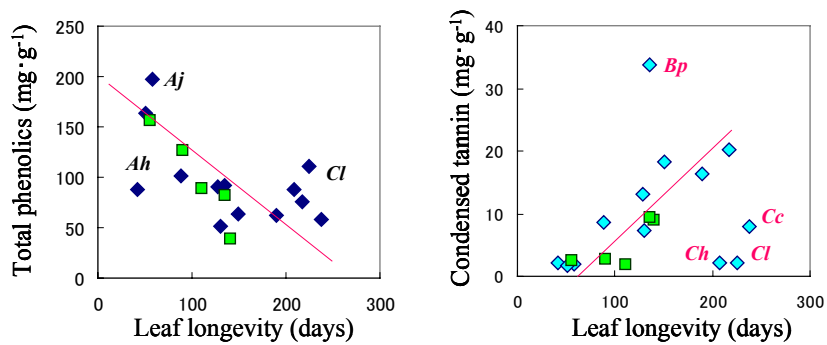 Total phenolics (mg·g⁻¹)
250
200
150
100
50
0
Aj
Ah
Cl
0 100 200 300
Leaf longevity (days)
Condensed tannin (mg·g⁻¹)
40
30
20
10
0
Bp
Cc
Ch Cl
0 100 200 300
Leaf longevity (days)